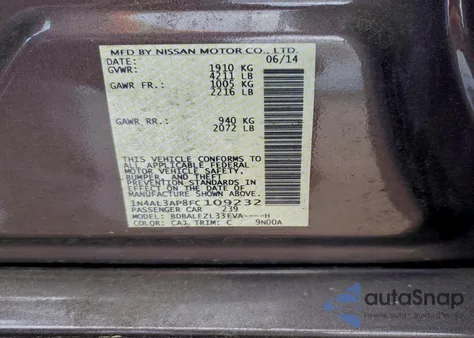 MFD BY NISSAN MOTOR CO., LTD.
DATE: 06/14
GVWR: 1910 KG
4211 LB
GAWR FR: 1005 KG
2216 LB
GAWR RR: 940 KG
2072 LB
THIS VEHICLE CONFORMS TO
ALL APPLICABLE FEDERAL
MOTOR VEHICLE SAFETY,
BUMPER, AND THEFT
PREVENTION STANDARDS IN
EFFECT ON THE DATE OF
MANUFACTURE SHOWN ABOVE.
1N4AL3AP8FC109232
PASSENGER CAR 239
MODEL: BDBALEZL33EVA----H
COLOR: CAJ TRIM: C 9N00A
autoSnap